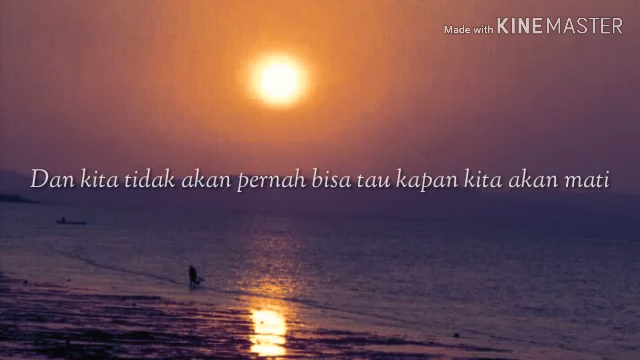 Made with KINEMASTER
Dan kita tidak akan pernah bisa tau kapan kita akan mati